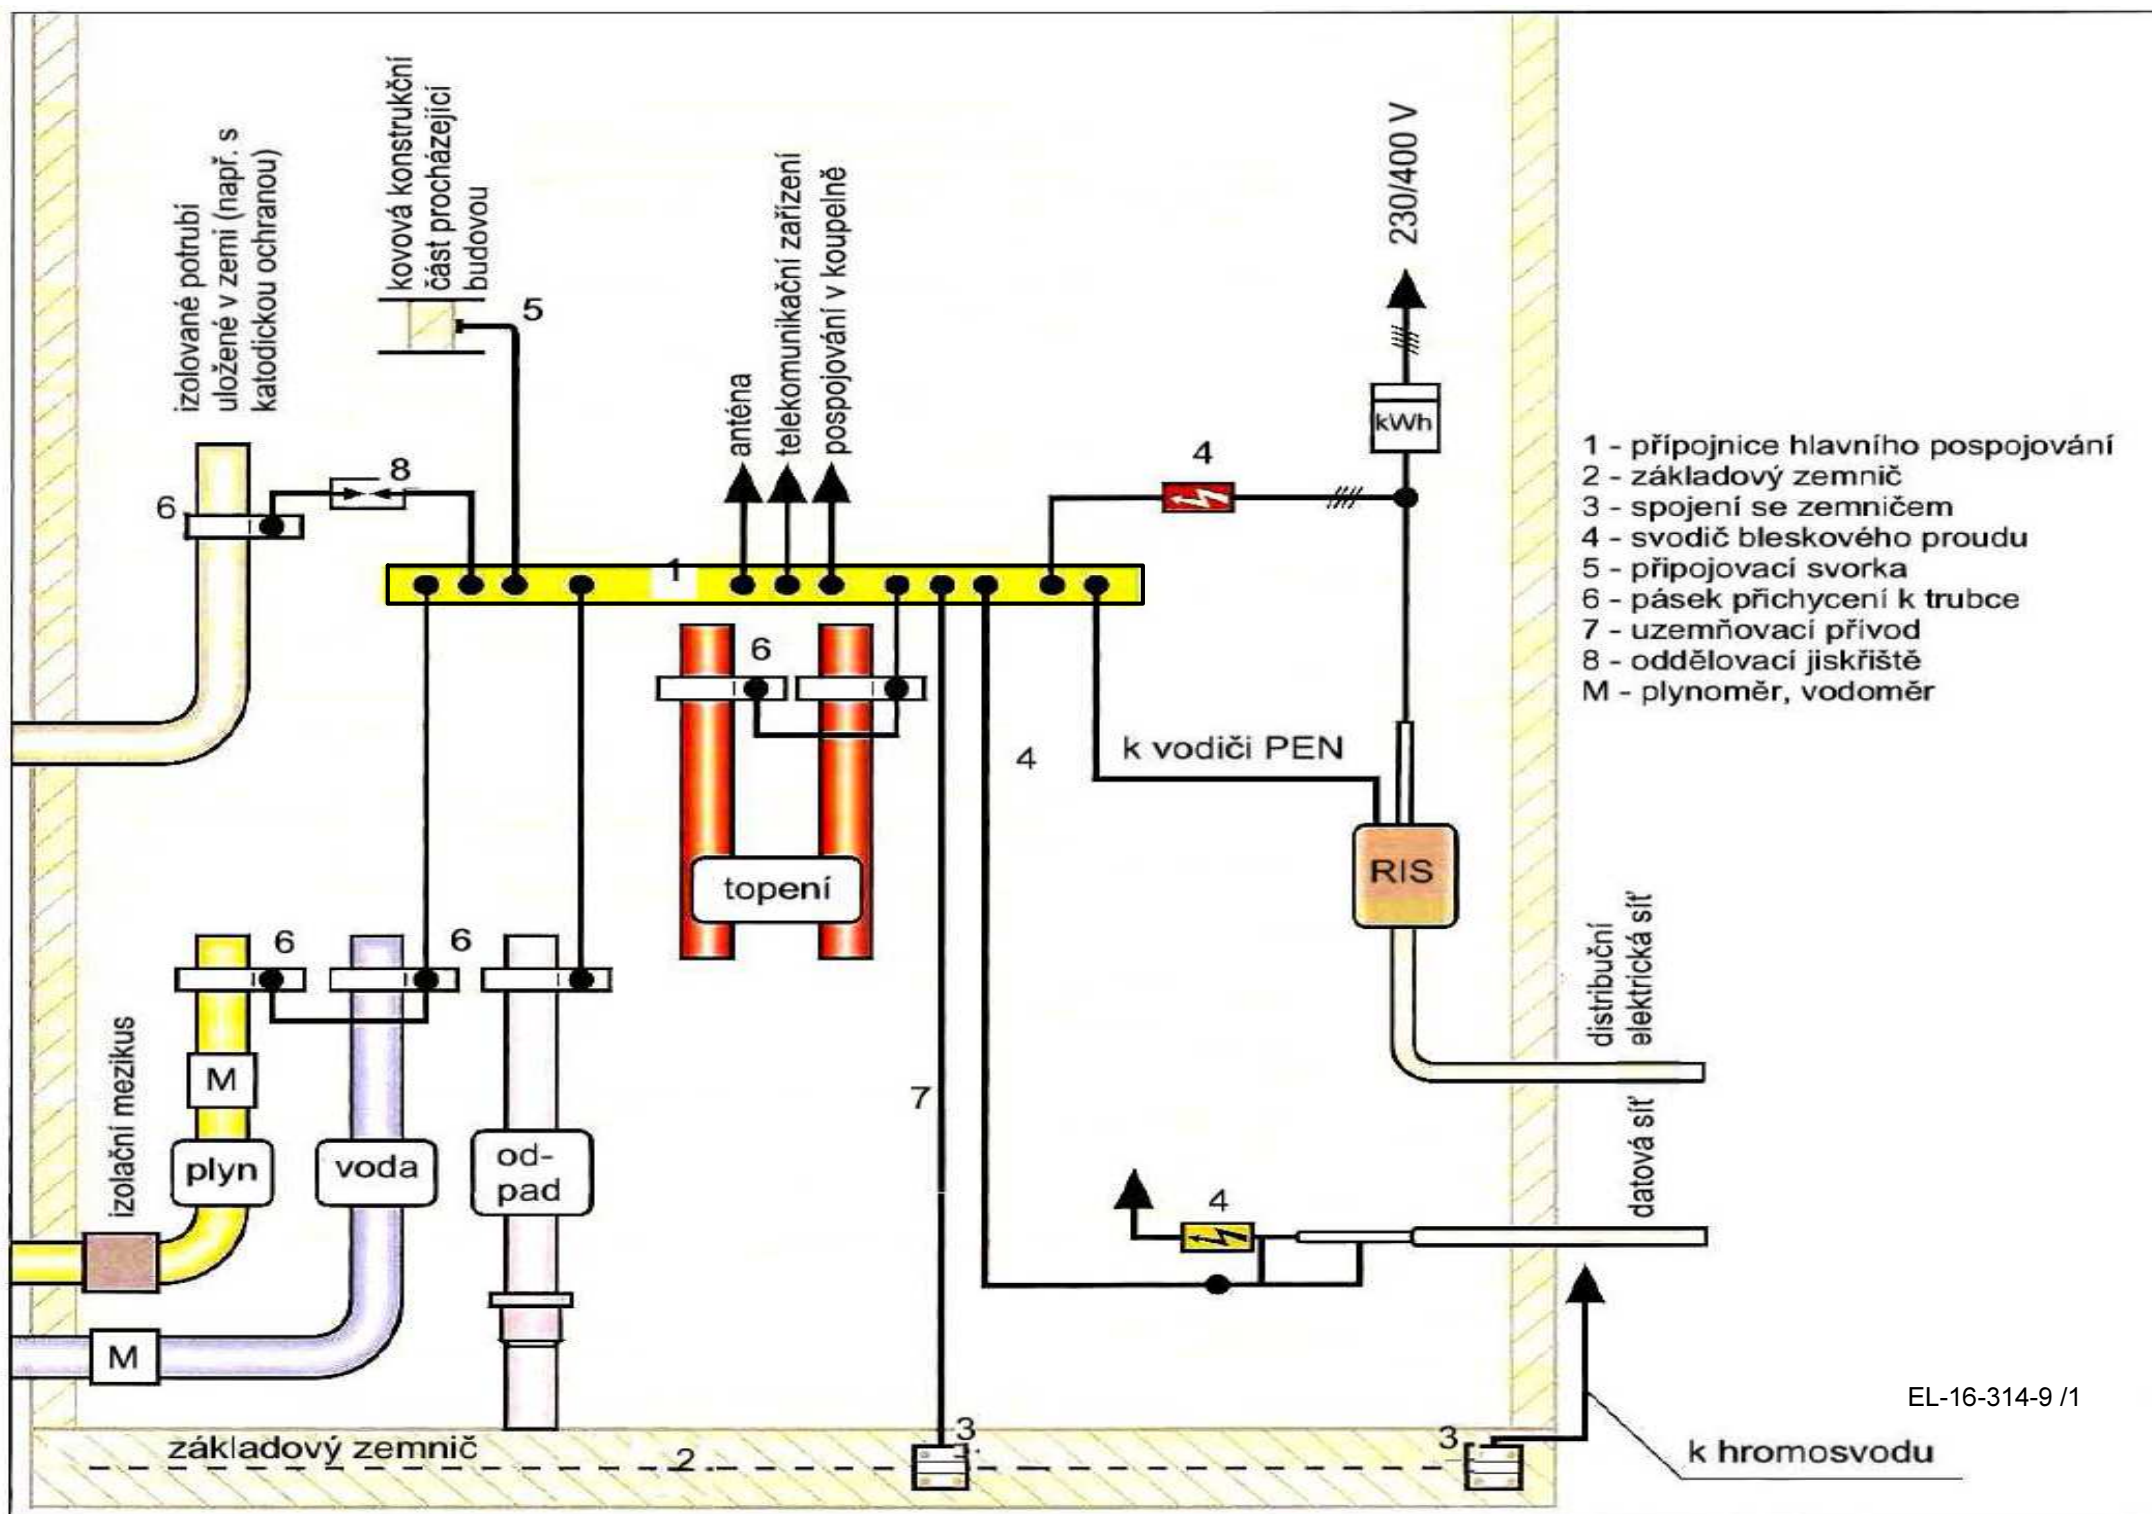 izolované potrubí
uložené v zemi (např. s
katodickou ochranou)
kovová konstrukční
část procházející
budovou
5
anténa
telekomunikační zařízení
pospojování v koupelně
230/400 V
kWh
8
6
4
1
1 - přípojnice hlavního pospojování
2 - základový zemnič
3 - spojení se zemničem
4 - svodič bleskového proudu
5 - připojovací svorka
6 - pásek přichycení k trubce
7 - uzemňovací přívod
8 - oddělovací jiskřiště
M - plynoměr, vodoměr
6
4
k vodiči PEN
topení
RIS
6
6
distribuční
elektrická síť
izolační mezikus
M
7
plyn
voda
od-
pad
4
datová síť
M
EL-16-314-9 /1
základový zemnič
2
3
3
k hromosvodu